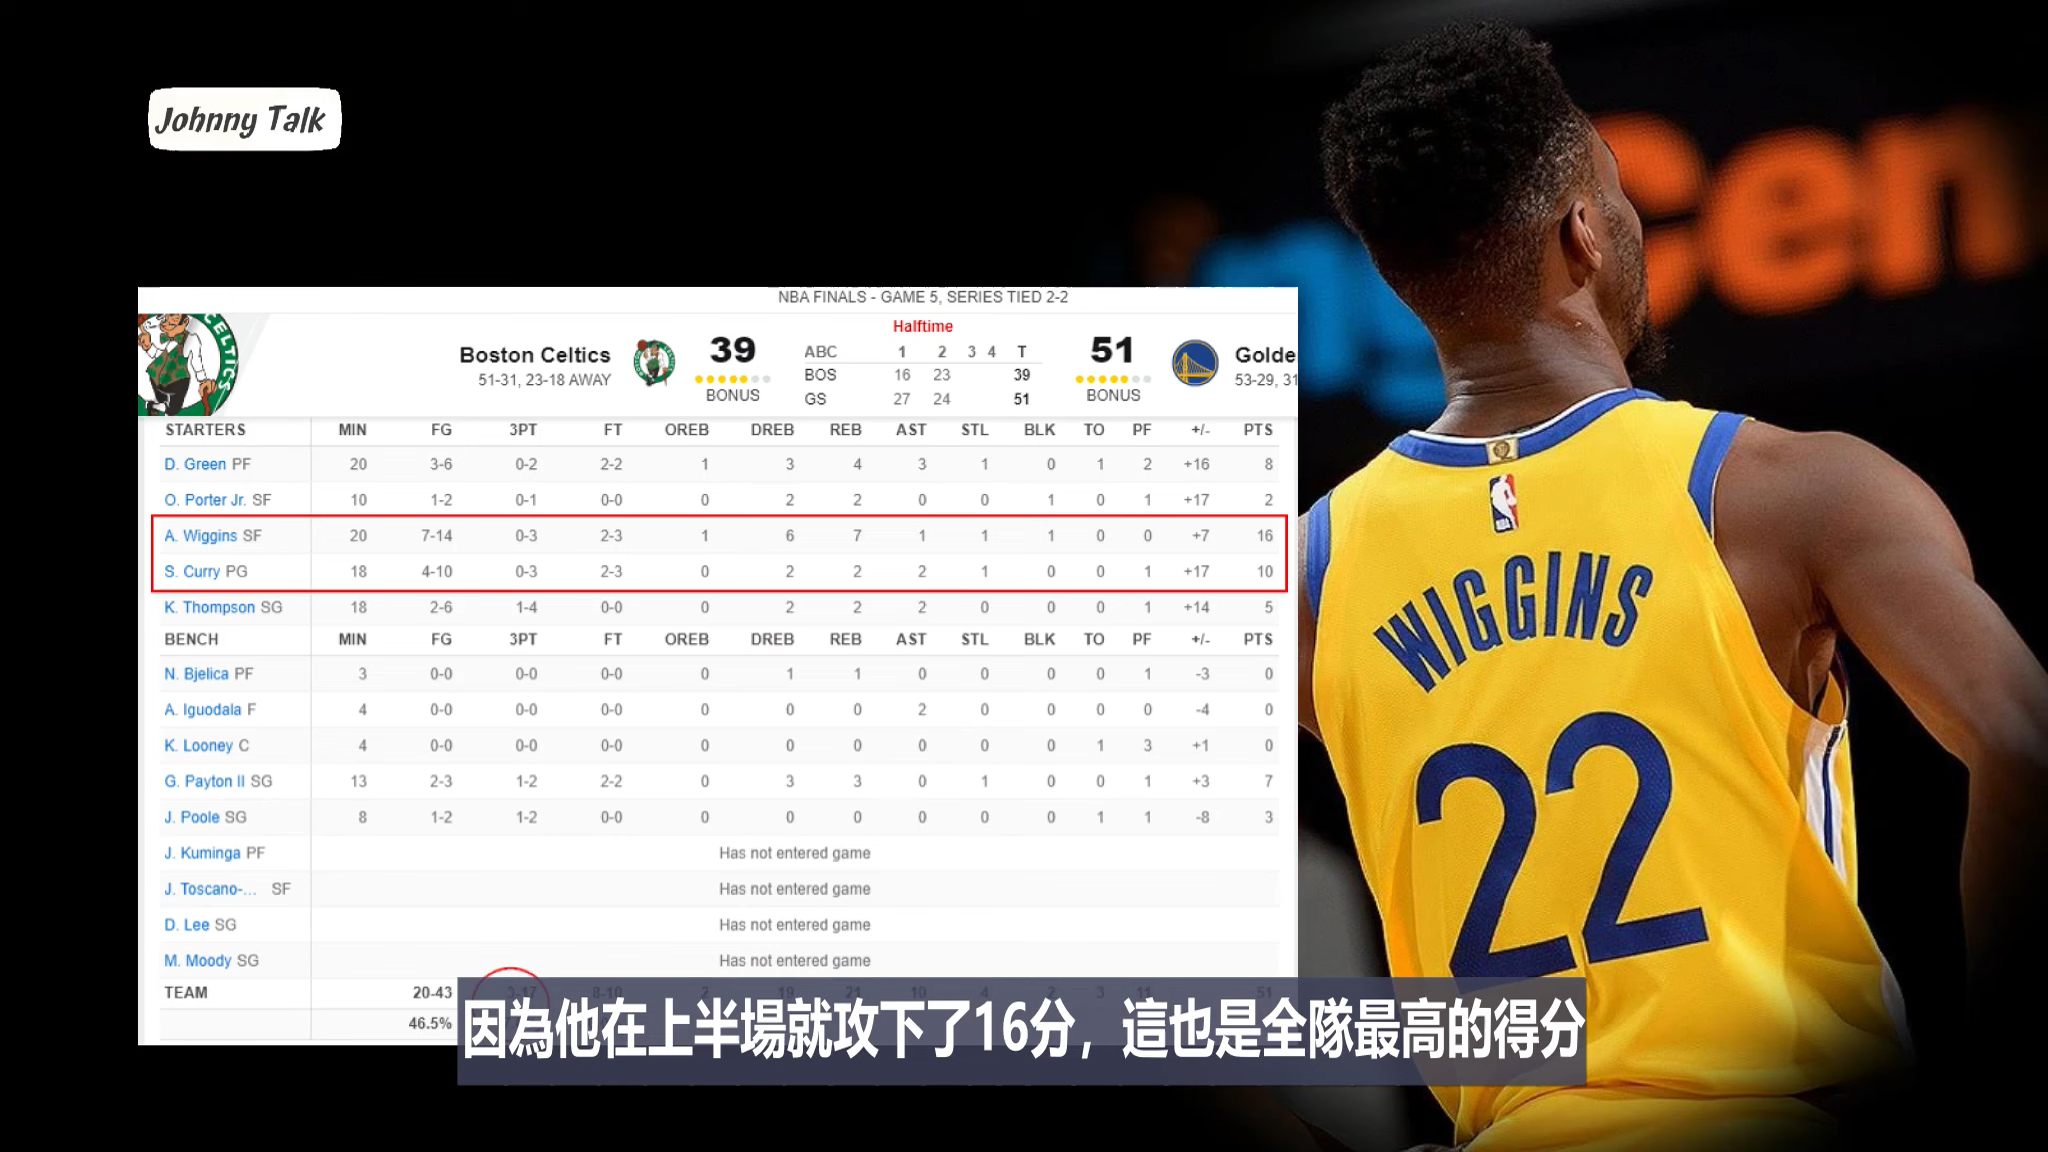 Johnny Talk
NBA FINALS - GAME 5, SERIES TIED 2-2
Halftime
CELTICS
Boston Celtics
51-31, 23-18 AWAY
39
BONUS
ABC 1 2 3 4 T
BOS 16 23 39
GS 27 24 51
51
BONUS
Golde
53-29, 31
STARTERS MIN FG 3PT FT OREB DREB REB AST STL BLK TO PF +/- PTS
D. Green PF 20 3-6 0-2 2-2 1 3 4 3 1 0 1 2 +16 8
O. Porter Jr. SF 10 1-2 0-1 0-0 0 2 2 0 0 1 0 1 +17 2
A. Wiggins SF 20 7-14 0-3 2-3 1 6 7 1 1 1 0 0 +7 16
S. Curry PG 18 4-10 0-3 2-3 0 2 2 2 1 0 0 1 +17 10
K. Thompson SG 18 2-6 1-4 0-0 0 2 2 2 0 0 0 1 +14 5
BENCH MIN FG 3PT FT OREB DREB REB AST STL BLK TO PF +/- PTS
N. Bjelica PF 3 0-0 0-0 0-0 0 1 1 0 0 0 0 1 -3 0
A. Iguodala F 4 0-0 0-0 0-0 0 0 0 2 0 0 0 0 -4 0
K. Looney C 4 0-0 0-0 0-0 0 0 0 0 0 0 1 3 +1 0
G. Payton II SG 13 2-3 1-2 2-2 0 3 3 0 1 0 0 1 +3 7
J. Poole SG 8 1-2 1-2 0-0 0 0 0 0 0 0 1 1 -8 3
J. Kuminga PF Has not entered game
J. Toscano-... SF Has not entered game
D. Lee SG Has not entered game
M. Moody SG Has not entered game
TEAM 20-43 3-17 8-10 2 19 21 10 4 2 3 11 51
46.5%
因為他在上半場就攻下了16分，這也是全隊最高的得分
WIGGINS
22